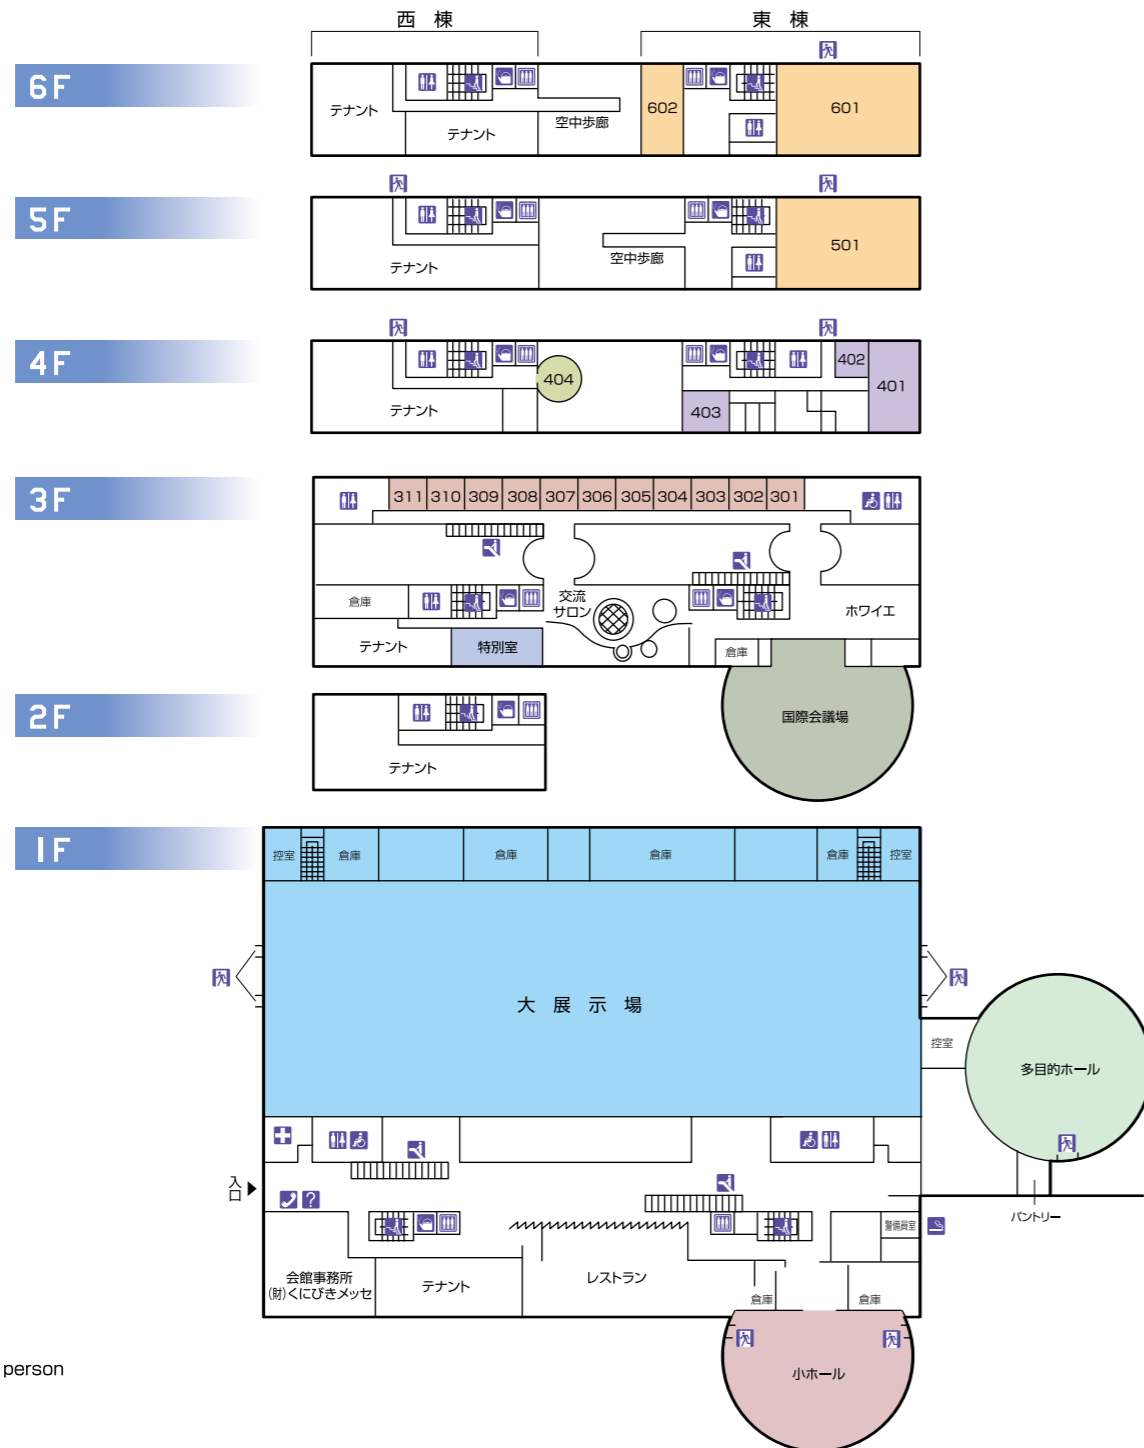 西 棟
東 棟
6F
テナント
テナント
空中歩廊
602
601
5F
テナント
空中歩廊
501
4F
テナント
404
403
402
401
3F
311 310 309 308 307 306 305 304 303 302 301
倉庫
テナント
特別室
交流
サロン
倉庫
ホワイエ
国際会議場
2F
テナント
1F
控室
倉庫
倉庫
倉庫
倉庫
控室
大 展 示 場
控室
多目的ホール
入口
パントリー
警備員室
会館事務所
(財)くにびきメッセ
テナント
レストラン
倉庫
倉庫
小ホール
person